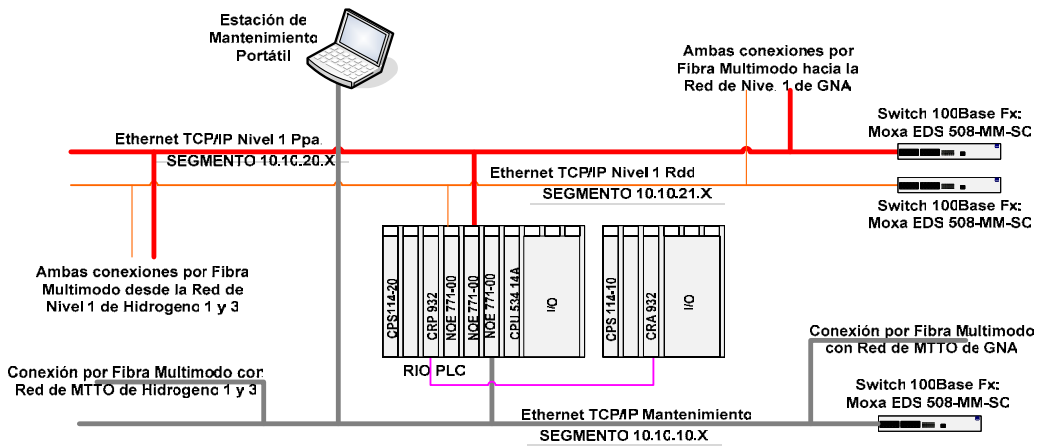 Estación de
Mantenimiento
Portátil
Ambas conexiones por
Fibra Multimodo hacia la
Red de Nive. 1 de GNA
Switch 100Base Fx:
Moxa EDS 508-MM-SC
Ethernet TCP/IP Nivel 1 Ppa.
SEGMENTO 10.10.20.X
Ethernet TCP/IP Nivel 1 Rdd
SEGMENTO 10.10.21.X
Switch 100Base Fx:
Moxa EDS 508-MM-SC
Ambas conexiones por Fibra
Multimodo desde la Red de
Nivel 1 de Hidrogeno 1 y 3
CPS114-20
CRP 932
NOE 771-00
NOE 771-00
NOE 771-00
CPU 534 14A
I/O
CPS 114-10
CRA 932
I/O
RIO PLC
Conexión por Fibra Multimodo
con Red de MTTO de GNA
Conexión por Fibra Multimodo con
Red de MTTO de Hidrogeno 1 y 3
Switch 100Base Fx:
Moxa EDS 508-MM-SC
Ethernet TCP/IP Mantenimiento
SEGMENTO 10.10.10.X